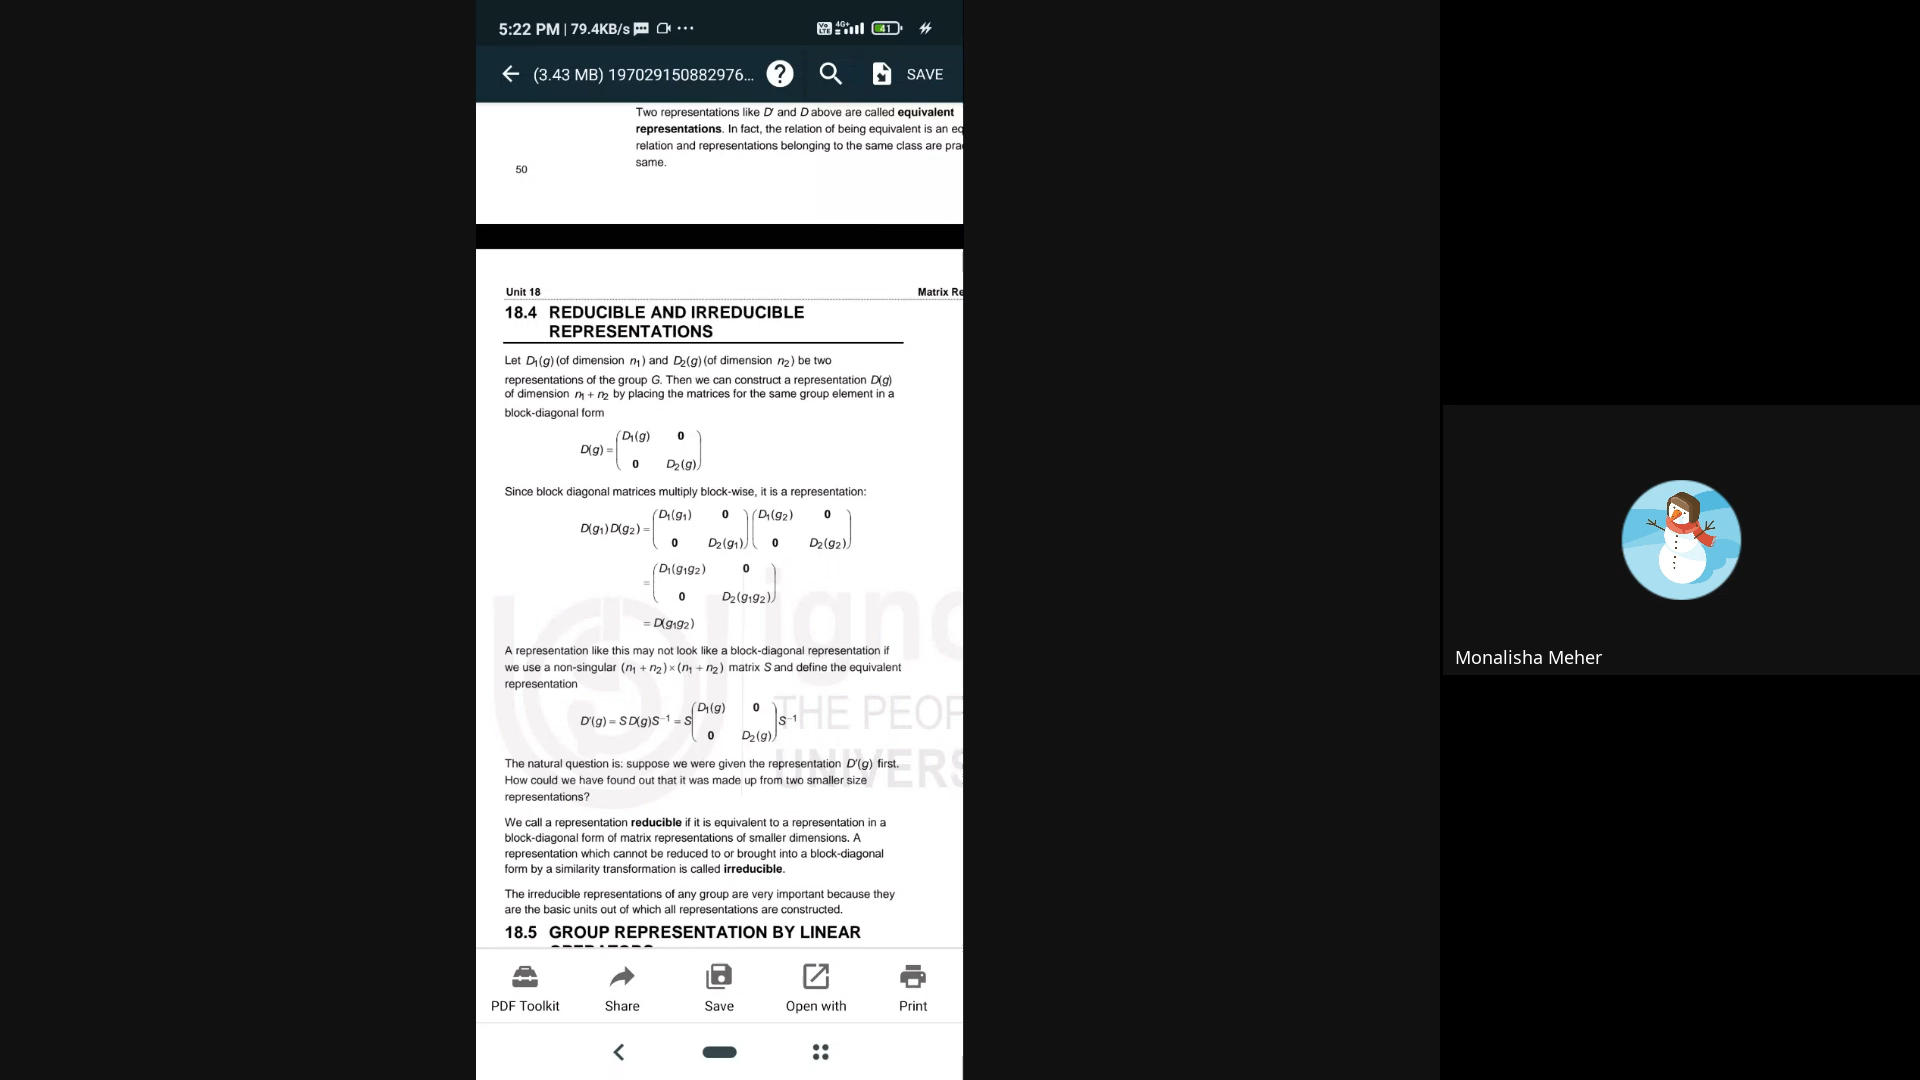 5:22 PM | 79.4KB/s
Vo LTE 4G+ 41
(3.43 MB) 197029150882976... ? SAVE
Two representations like D' and D above are called equivalent
representations. In fact, the relation of being equivalent is an eq
relation and representations belonging to the same class are pra
same.
50
Unit 18 Matrix Re
18.4 REDUCIBLE AND IRREDUCIBLE
REPRESENTATIONS
Let D₁(g) (of dimension n₁) and D₂(g) (of dimension n₂) be two
representations of the group G. Then we can construct a representation D(g)
of dimension n₁ + n₂ by placing the matrices for the same group element in a
block-diagonal form
D(g) = ( D₁(g) 0
0 D₂(g) )
Since block diagonal matrices multiply block-wise, it is a representation:
D(g₁) D(g₂) = ( D₁(g₁) 0 ) ( D₁(g₂) 0
0 D₂(g₁) ) ( 0 D₂(g₂) )
= ( D₁(g₁g₂) 0
0 D₂(g₁g₂) )
= D(g₁g₂)
A representation like this may not look like a block-diagonal representation if
we use a non-singular (n₁ + n₂) × (n₁ + n₂) matrix S and define the equivalent
representation
D'(g) = S D(g)S⁻¹ = S ( D₁(g) 0
0 D₂(g) ) S⁻¹
The natural question is: suppose we were given the representation D'(g) first.
How could we have found out that it was made up from two smaller size
representations?
We call a representation reducible if it is equivalent to a representation in a
block-diagonal form of matrix representations of smaller dimensions. A
representation which cannot be reduced to or brought into a block-diagonal
form by a similarity transformation is called irreducible.
The irreducible representations of any group are very important because they
are the basic units out of which all representations are constructed.
18.5 GROUP REPRESENTATION BY LINEAR
OPERATORS
igno
THE PEOP
UNIVERS
PDF Toolkit Share Save Open with Print
Monalisha Meher